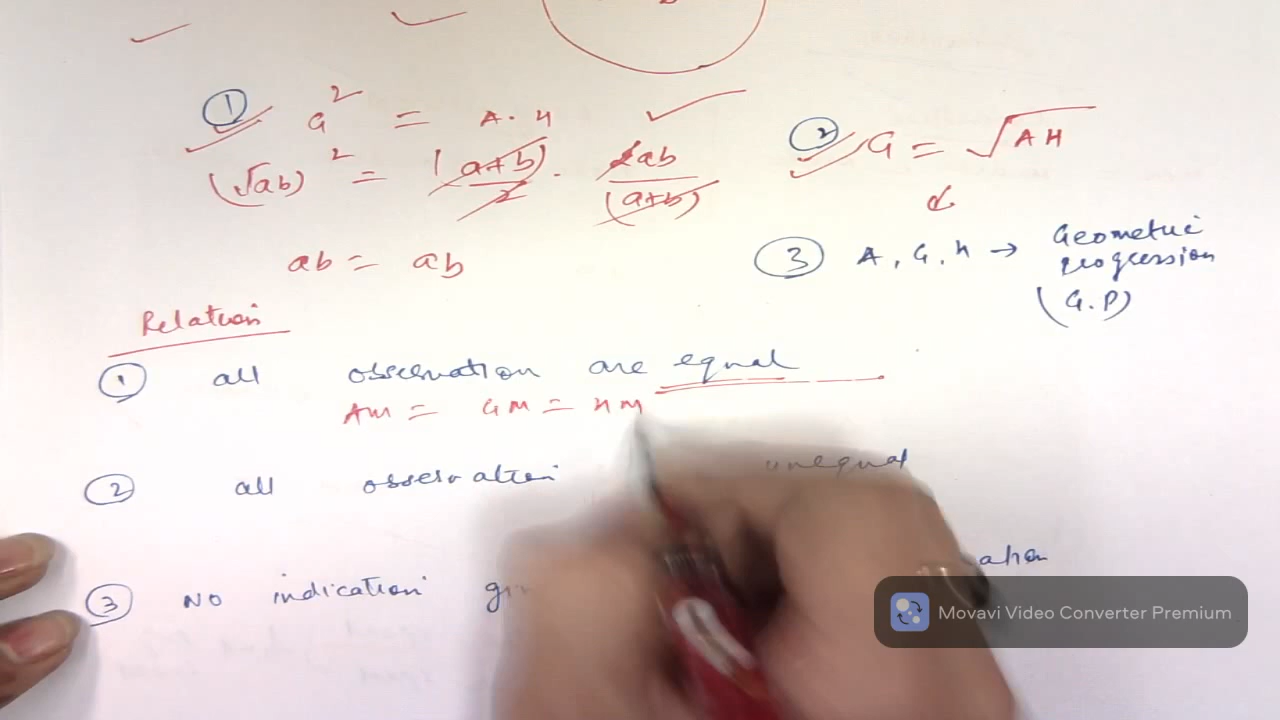 ① G² = A.H
② G = √AH
(√ab)² = (a+b)/2 . 2ab/(a+b)
ab = ab
③ A, G, H → Geometric
progression
(G.P)
Relation
① all observation are equal
AM = GM = HM
② all observation unequal
③ NO indication
Movavi Video Converter Premium